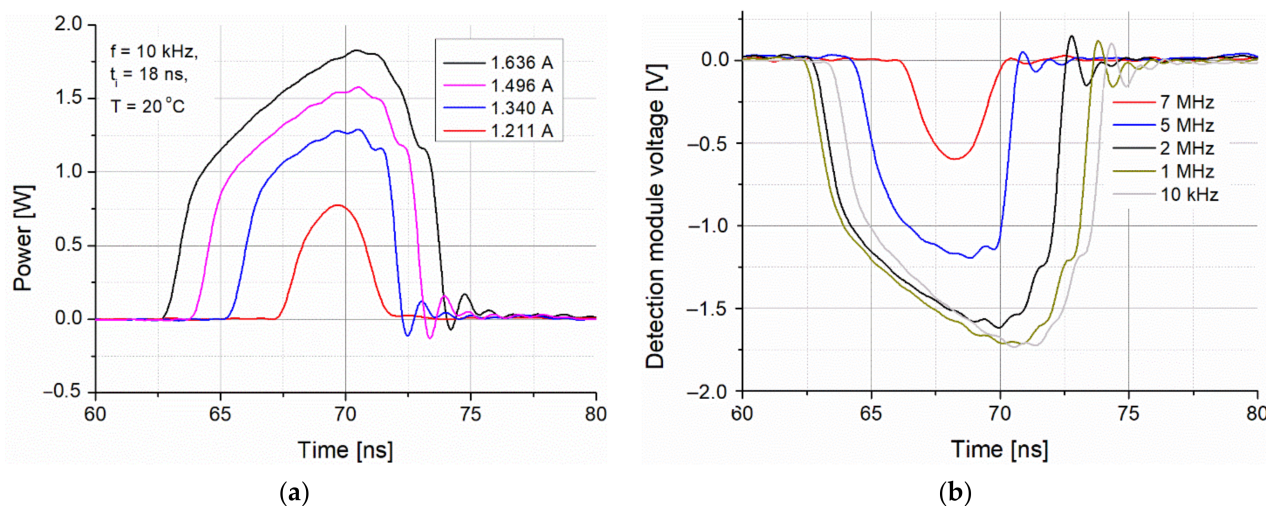 2.0
1.5
1.0
0.5
0.0
−0.5
Power [W]
f = 10 kHz,
tᵢ = 18 ns,
T = 20 °C
1.636 A
1.496 A
1.340 A
1.211 A
60
65
70
75
80
Time [ns]
(a)
0.0
−0.5
−1.0
−1.5
−2.0
Detection module voltage [V]
7 MHz
5 MHz
2 MHz
1 MHz
10 kHz
60
65
70
75
80
Time [ns]
(b)